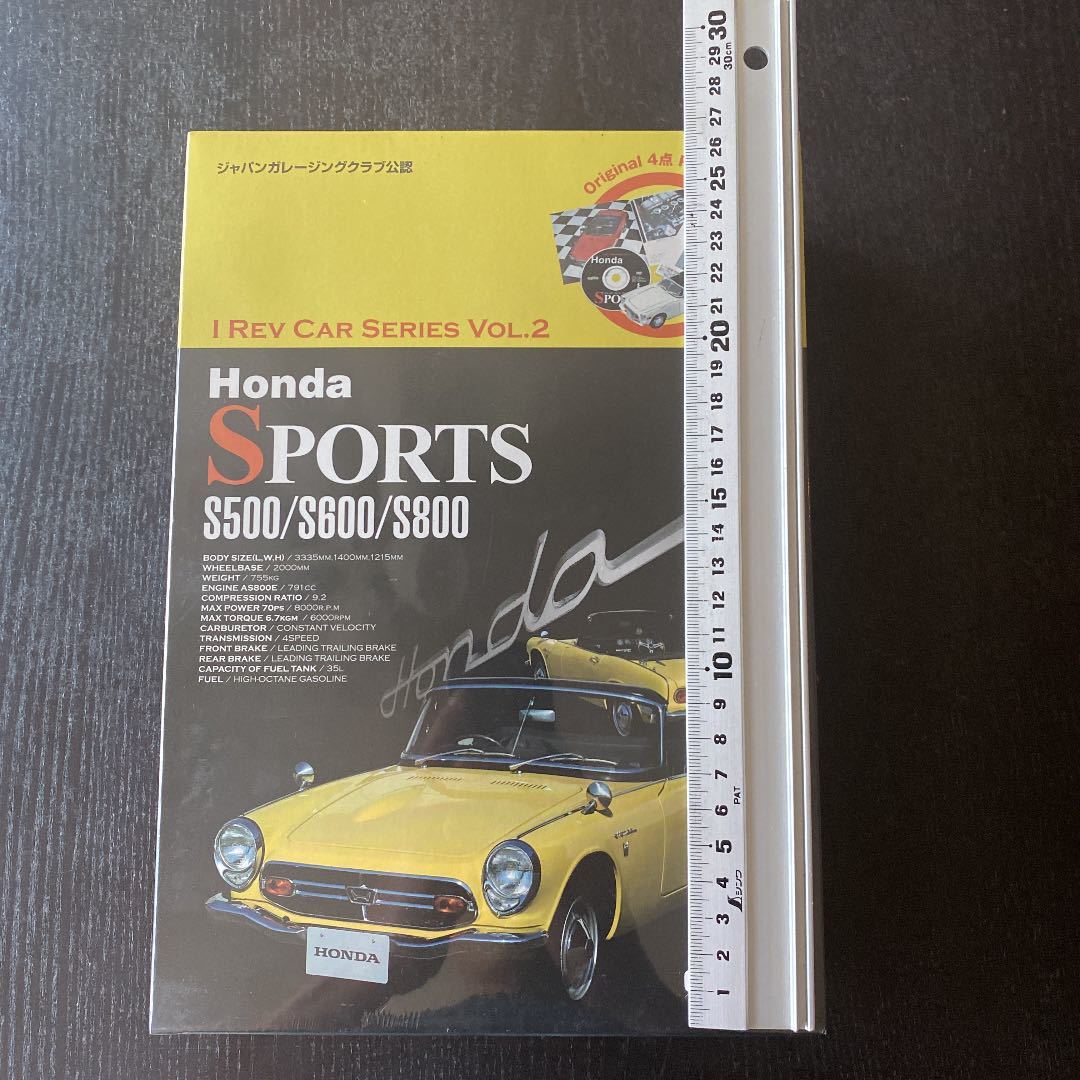 ジャパンガレージングクラブ公認
Original 4点
Honda
SPO
I REV CAR SERIES VOL.2
Honda
SPORTS
S500/S600/S800
BODY SIZE(L,W,H) / 3335MM,1400MM,1215MM
WHEELBASE / 2000MM
WEIGHT / 755KG
ENGINE AS800E / 791CC
COMPRESSION RATIO / 9.2
MAX POWER 70PS / 8000R.P.M
MAX TORQUE 6.7KGM / 6000RPM
CARBURETOR / CONSTANT VELOCITY
TRANSMISSION / 4SPEED
FRONT BRAKE / LEADING TRAILING BRAKE
REAR BRAKE / LEADING TRAILING BRAKE
CAPACITY OF FUEL TANK / 35L
FUEL / HIGH-OCTANE GASOLINE
Honda
HONDA
30
30cm
29
28
27
26
25
24
23
22
21
20
19
18
17
16
15
14
13
12
11
10
9
8
7
6
PAT
5
4
シンワ
3
2
1